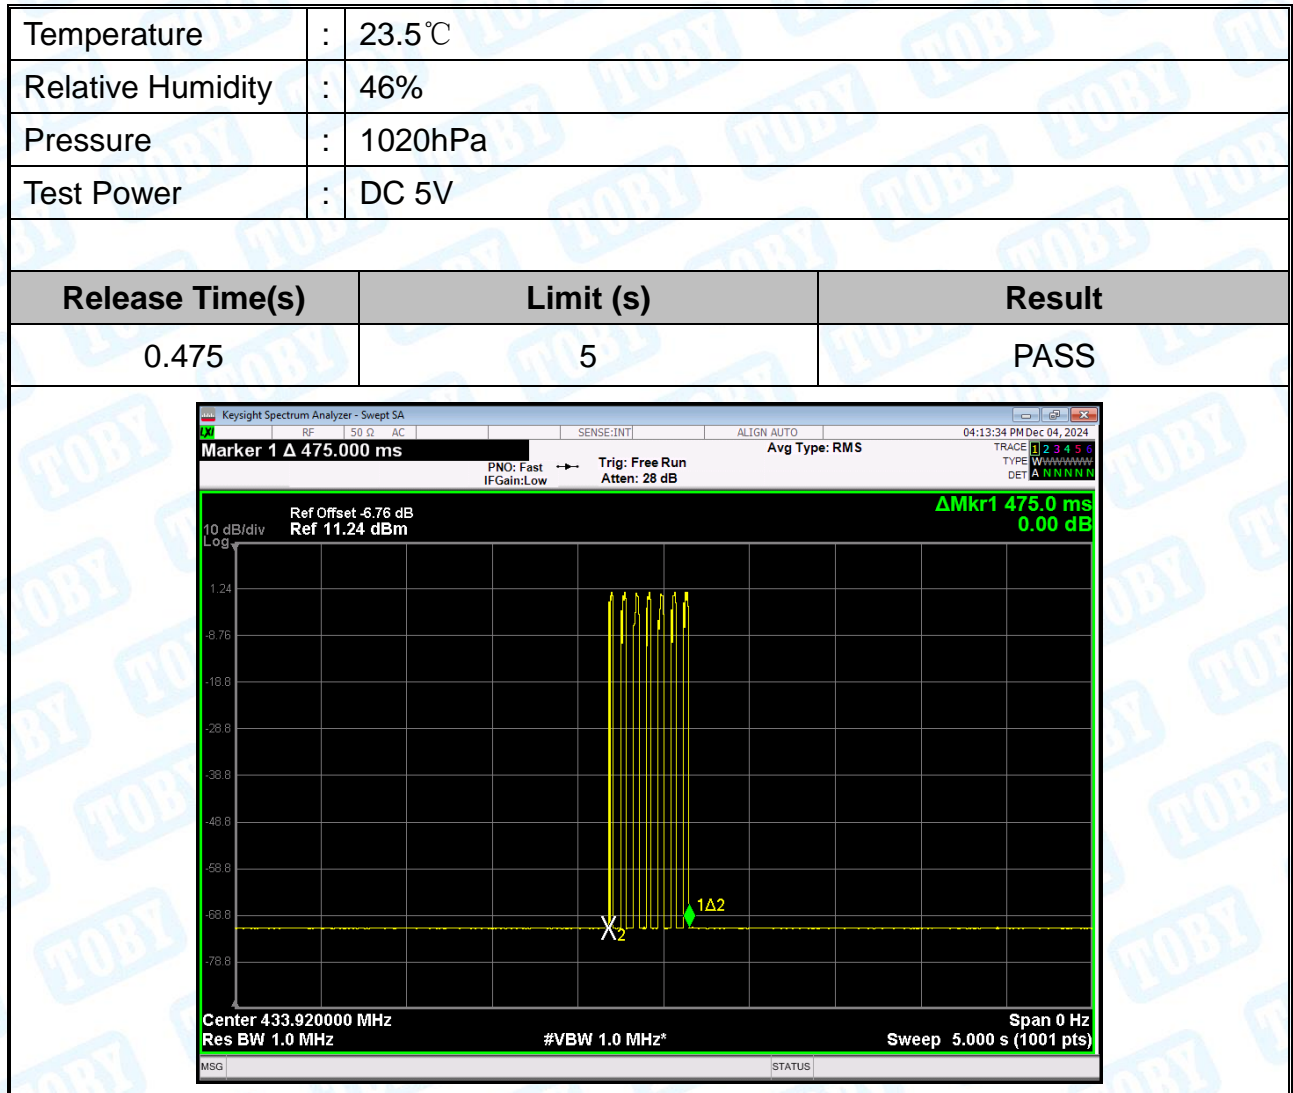 Temperature : 23.5℃
Relative Humidity : 46%
Pressure : 1020hPa
Test Power : DC 5V
Release Time(s) Limit (s) Result
0.475 5 PASS
Keysight Spectrum Analyzer - Swept SA
LXI RF 50 Ω AC SENSE:INT ALIGN AUTO 04:13:34 PM Dec 04, 2024
Marker 1 Δ 475.000 ms Avg Type: RMS TRACE 1 2 3 4 5 6
PNO: Fast Trig: Free Run TYPE WWWWWW
IFGain:Low Atten: 28 dB DET A N N N N N
ΔMkr1 475.0 ms
Ref Offset -6.76 dB
10 dB/div Ref 11.24 dBm 0.00 dB
Log
1.24
-8.76
-18.8
-28.8
-38.8
-48.8
-58.8
1Δ2
-68.8
2
-78.8
Center 433.920000 MHz Span 0 Hz
Res BW 1.0 MHz #VBW 1.0 MHz* Sweep 5.000 s (1001 pts)
MSG STATUS
TOBY